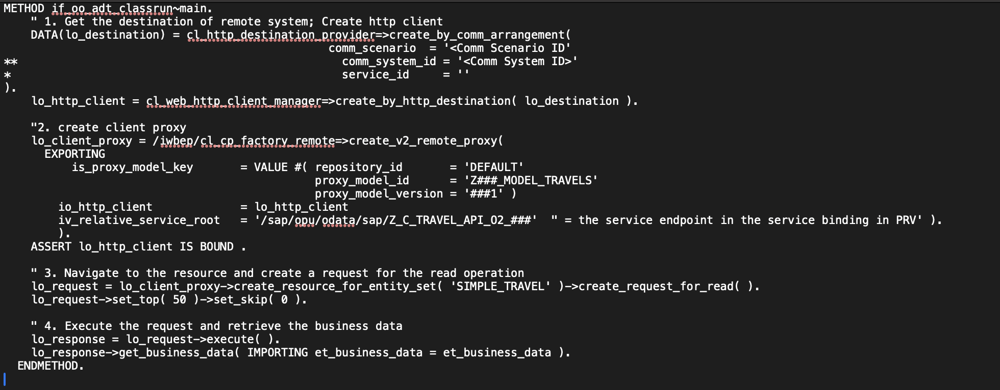 METHOD if_oo_adt_classrun~main.
    " 1. Get the destination of remote system; Create http client
    DATA(lo_destination) = cl_http_destination_provider=>create_by_comm_arrangement(
                                                comm_scenario  = '<Comm Scenario ID'
**                                                comm_system_id = '<Comm System ID>'
*                                                 service_id     = ''
).
    lo_http_client = cl_web_http_client_manager=>create_by_http_destination( lo_destination ).
    "2. create client proxy
    lo_client_proxy = /iwbep/cl_cp_factory_remote=>create_v2_remote_proxy(
      EXPORTING
          is_proxy_model_key       = VALUE #( repository_id       = 'DEFAULT'
                                              proxy_model_id      = 'Z###_MODEL_TRAVELS'
                                              proxy_model_version = '###1' )
        io_http_client             = lo_http_client
        iv_relative_service_root   = '/sap/opu/odata/sap/Z_C_TRAVEL_API_O2_###'  " = the service endpoint in the service binding in PRV' ).
        ).
    ASSERT lo_http_client IS BOUND .
    " 3. Navigate to the resource and create a request for the read operation
    lo_request = lo_client_proxy->create_resource_for_entity_set( 'SIMPLE_TRAVEL' )->create_request_for_read( ).
    lo_request->set_top( 50 )->set_skip( 0 ).
    " 4. Execute the request and retrieve the business data
    lo_response = lo_request->execute( ).
    lo_response->get_business_data( IMPORTING et_business_data = et_business_data ).
  ENDMETHOD.